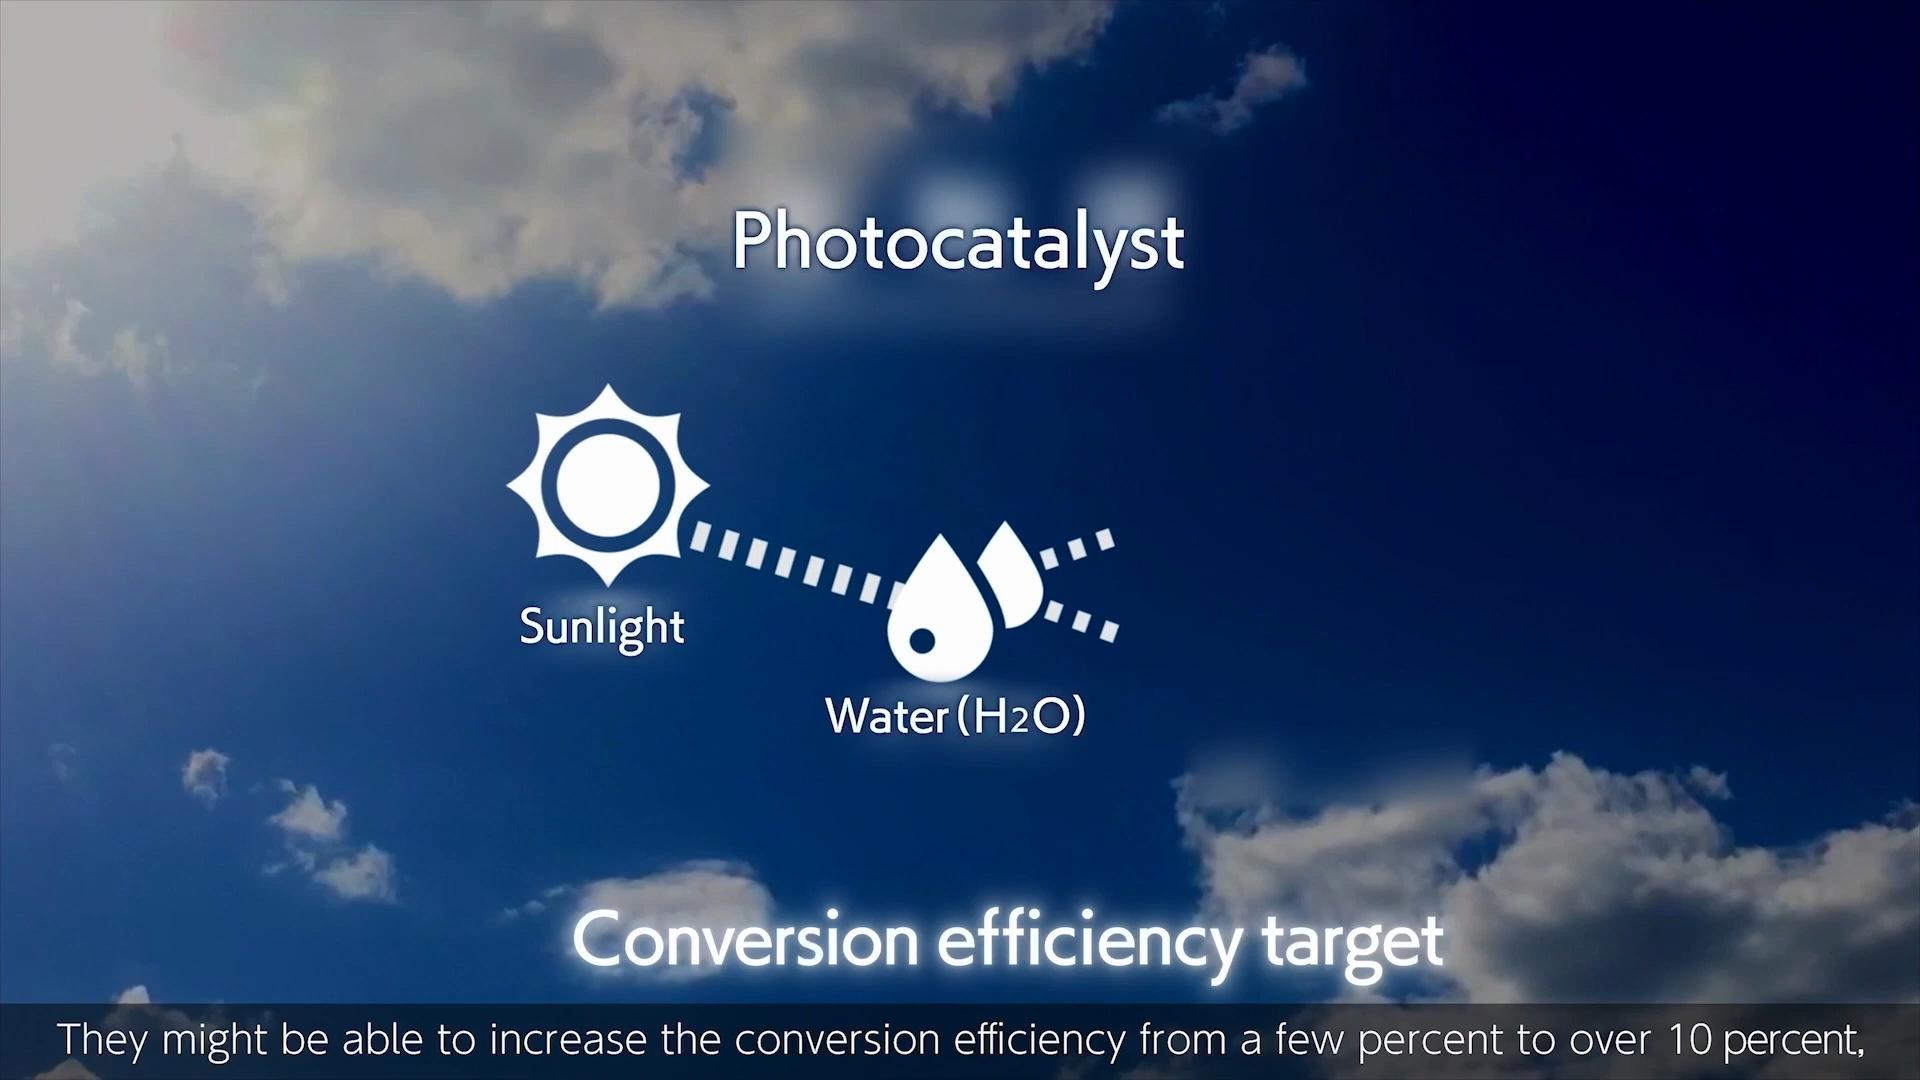 Photocatalyst
Sunlight
Water(H2O)
Conversion efficiency target
They might be able to increase the conversion efficiency from a few percent to over 10 percent,